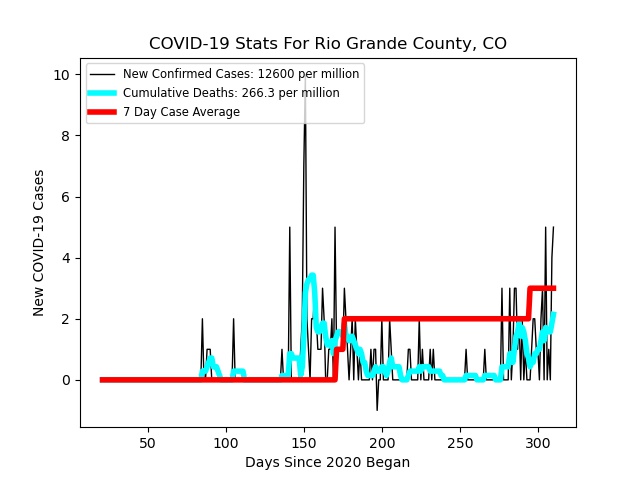 COVID-19 Stats For Rio Grande County, CO
New Confirmed Cases: 12600 per million
Cumulative Deaths: 266.3 per million
7 Day Case Average
New COVID-19 Cases
10
8
6
4
2
0
50 100 150 200 250 300
Days Since 2020 Began